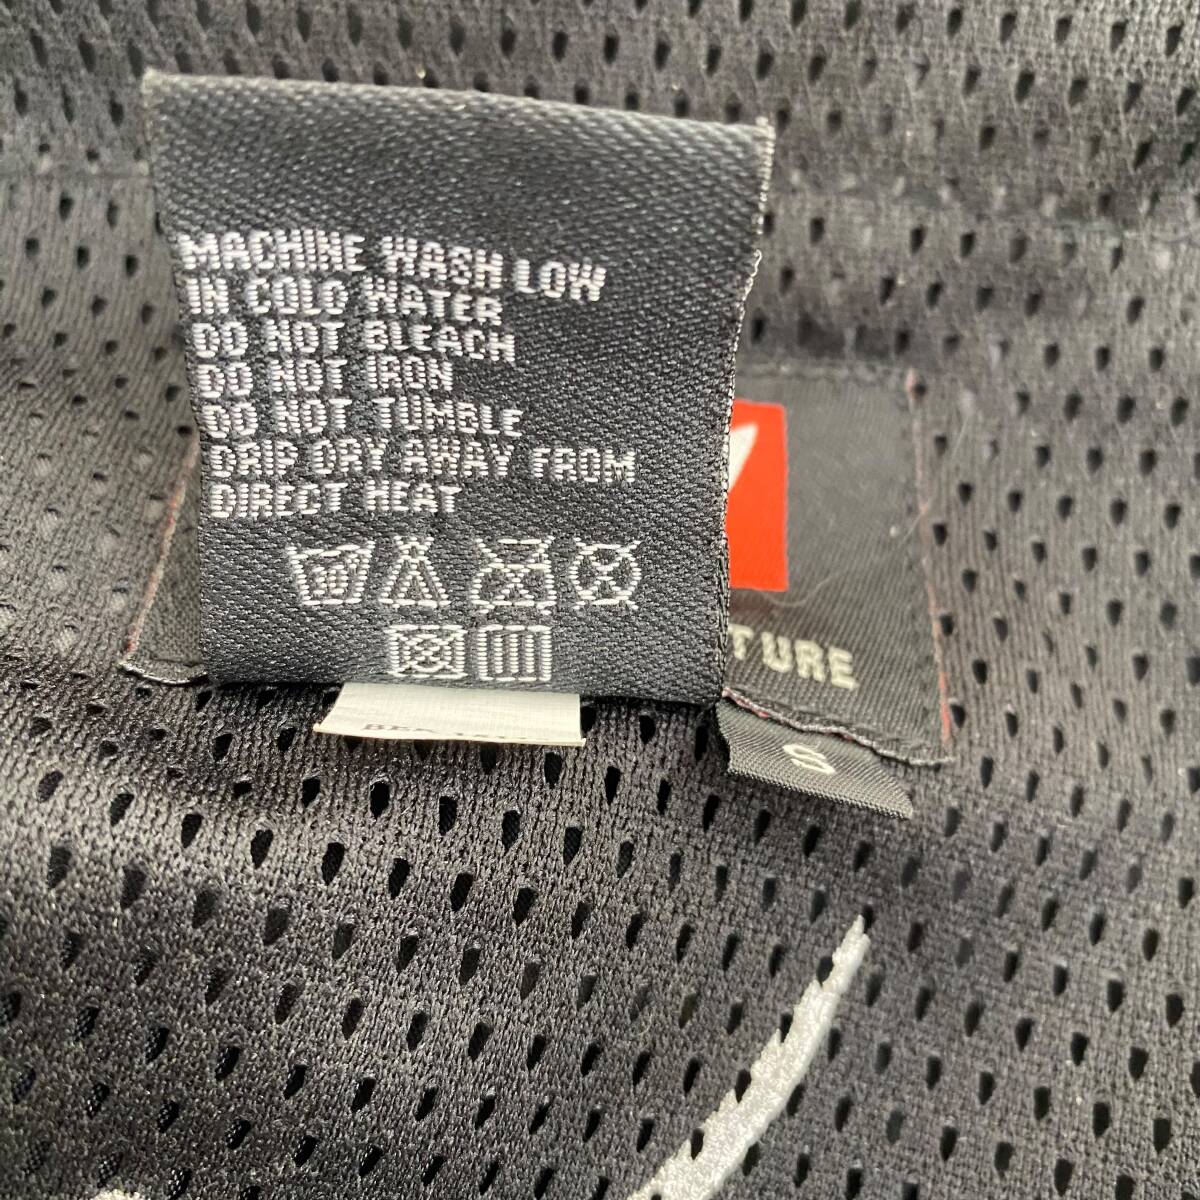 MACHINE WASH LOW
IN COLD WATER
DO NOT BLEACH
DO NOT IRON
DO NOT TUMBLE
DRIP DRY AWAY FROM
DIRECT HEAT
30
TURE
S